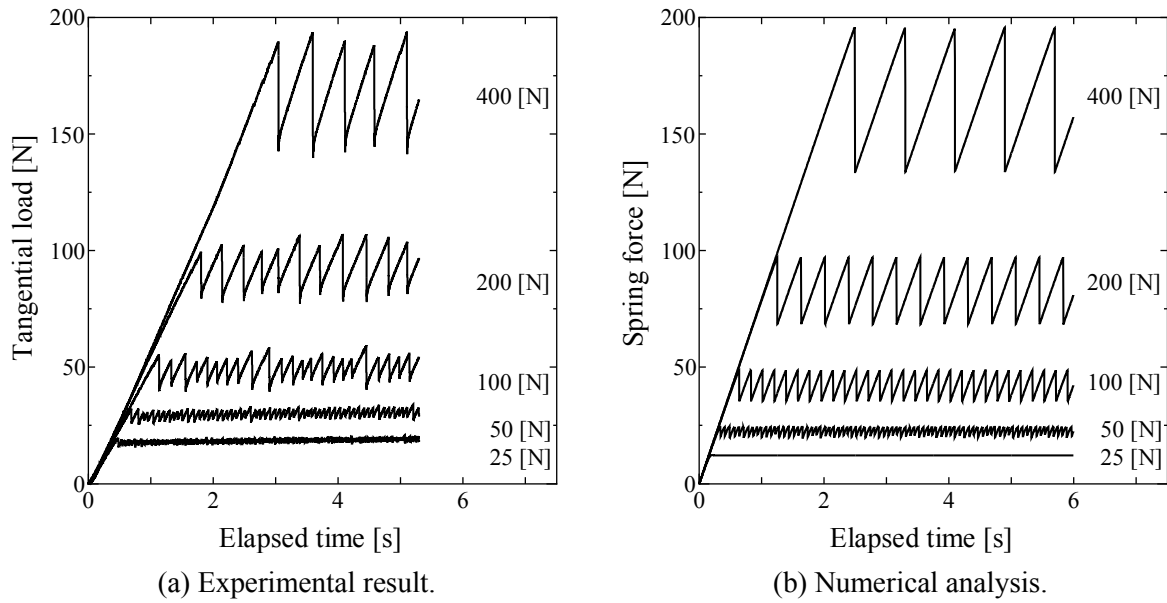 200
150
100
50
0
Tangential load [N]
400 [N]
200 [N]
100 [N]
50 [N]
25 [N]
0 2 4 6
Elapsed time [s]
(a) Experimental result.
200
150
100
50
0
Spring force [N]
400 [N]
200 [N]
100 [N]
50 [N]
25 [N]
0 2 4 6
Elapsed time [s]
(b) Numerical analysis.